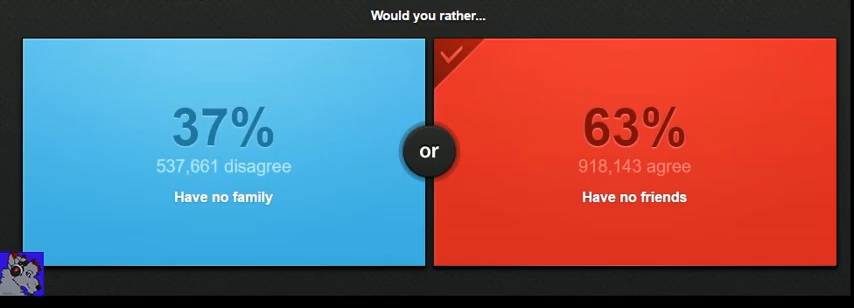 Would you rather...
37%
537,661 disagree
Have no family
or
63%
918,143 agree
Have no friends